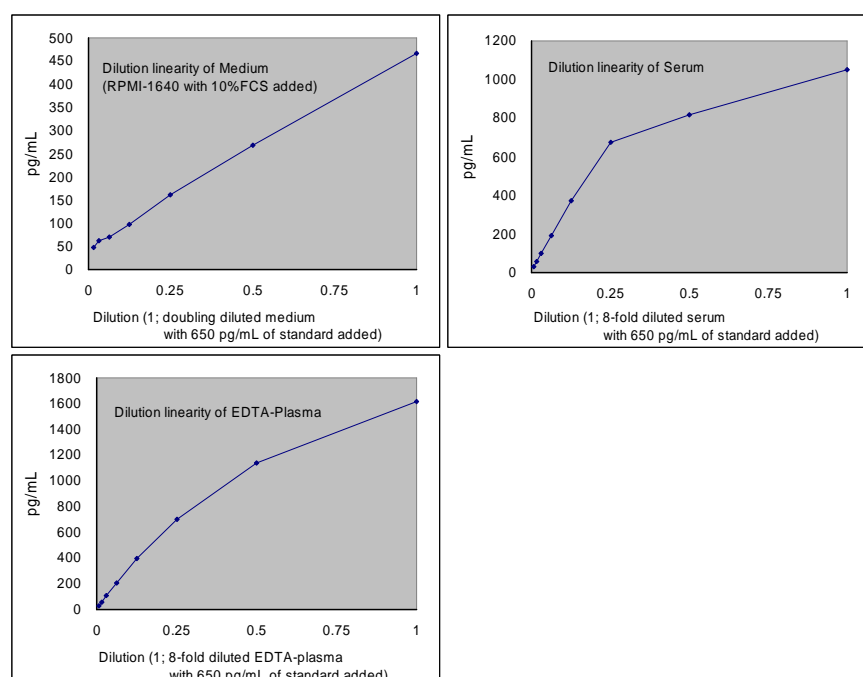 Dilution linearity of Medium
(RPMI-1640 with 10%FCS added)
pg/mL
500
450
400
350
300
250
200
150
100
50
0
0 0.25 0.5 1
Dilution (1; doubling diluted medium
with 650 pg/mL of standard added)
Dilution linearity of Serum
pg/mL
1200
1000
800
600
400
200
0
0 0.25 0.5 0.75 1
Dilution (1; 8-fold diluted serum
with 650 pg/mL of standard added)
Dilution linearity of EDTA-Plasma
pg/mL
1800
1600
1400
1200
1000
800
600
400
200
0
0 0.25 0.5 0.75 1
Dilution (1; 8-fold diluted EDTA-plasma
with 650 pg/mL of standard added)